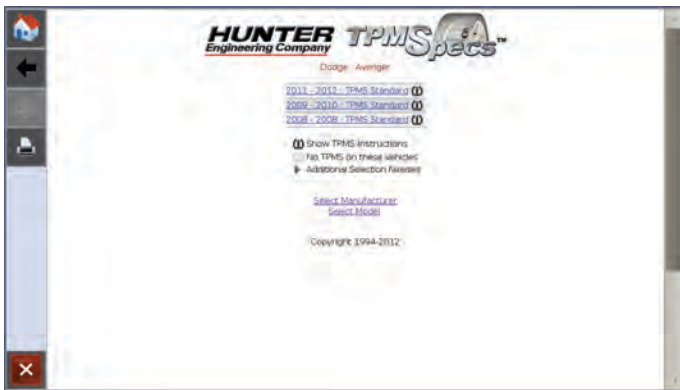 HUNTER
Engineering Company
TPMSpecs™
Dodge Avenger
2011 - 2012 - TPMS Standard
2009 - 2010 - TPMS Standard
2008 - 2008 - TPMS Standard
Show TPMS Instructions
No TPMS on these vehicles
Additional Selection Needed
Select Manufacturer
Select Model
Copyright 1994-2012